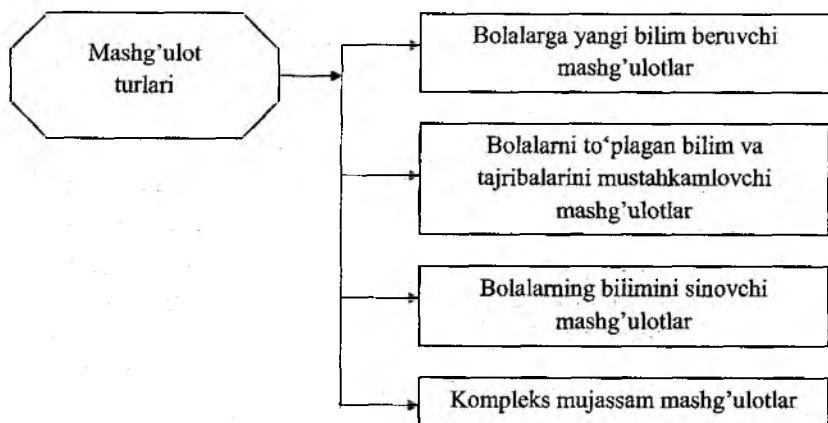 Mashg'ulot
turlari
Bolalarga yangi bilim beruvchi
mashg'ulotlar
Bolalarni to‘plagan bilim va
tajribalarini mustahkamlovchi
mashg'ulotlar
Bolalarning bilimini sinovchi
mashg'ulotlar
Kompleks mujassam mashg'ulotlar